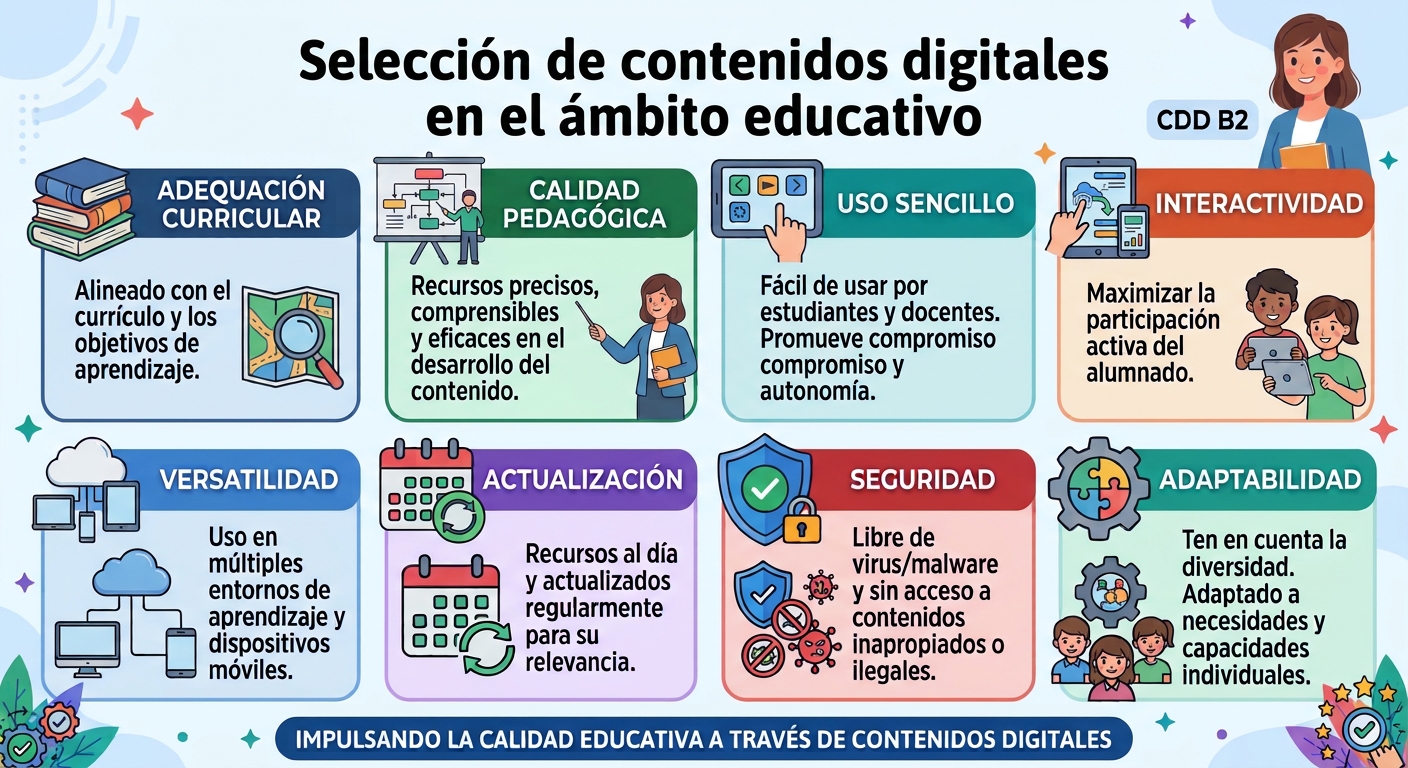 Selección de contenidos digitales
en el ámbito educativo
CDD B2
ADEQUACIÓN
CURRICULAR
Alineado con el
currículo y los
objetivos de
aprendizaje.
CALIDAD
PEDAGÓGICA
Recursos precisos,
comprensibles
y eficaces en el
desarrollo del
contenido.
USO SENCILLO
Fácil de usar por
estudiantes y docentes.
Promueve compromiso
compromiso y
autonomía.
INTERACTIVIDAD
Maximizar la
participación
activa del
alumnado.
VERSATILIDAD
Uso en
múltiples
entornos de
aprendizaje y
dispositivos
móviles.
ACTUALIZACIÓN
Recursos al día
y actualizados
regularmente
para su
relevancia.
SEGURIDAD
Libre de
virus/malware
y sin acceso a
contenidos
inapropiados o
ilegales.
ADAPTABILIDAD
Ten en cuenta la
diversidad.
Adaptado a
necesidades y
capacidades
individuales.
IMPULSANDO LA CALIDAD EDUCATIVA A TRAVÉS DE CONTENIDOS DIGITALES